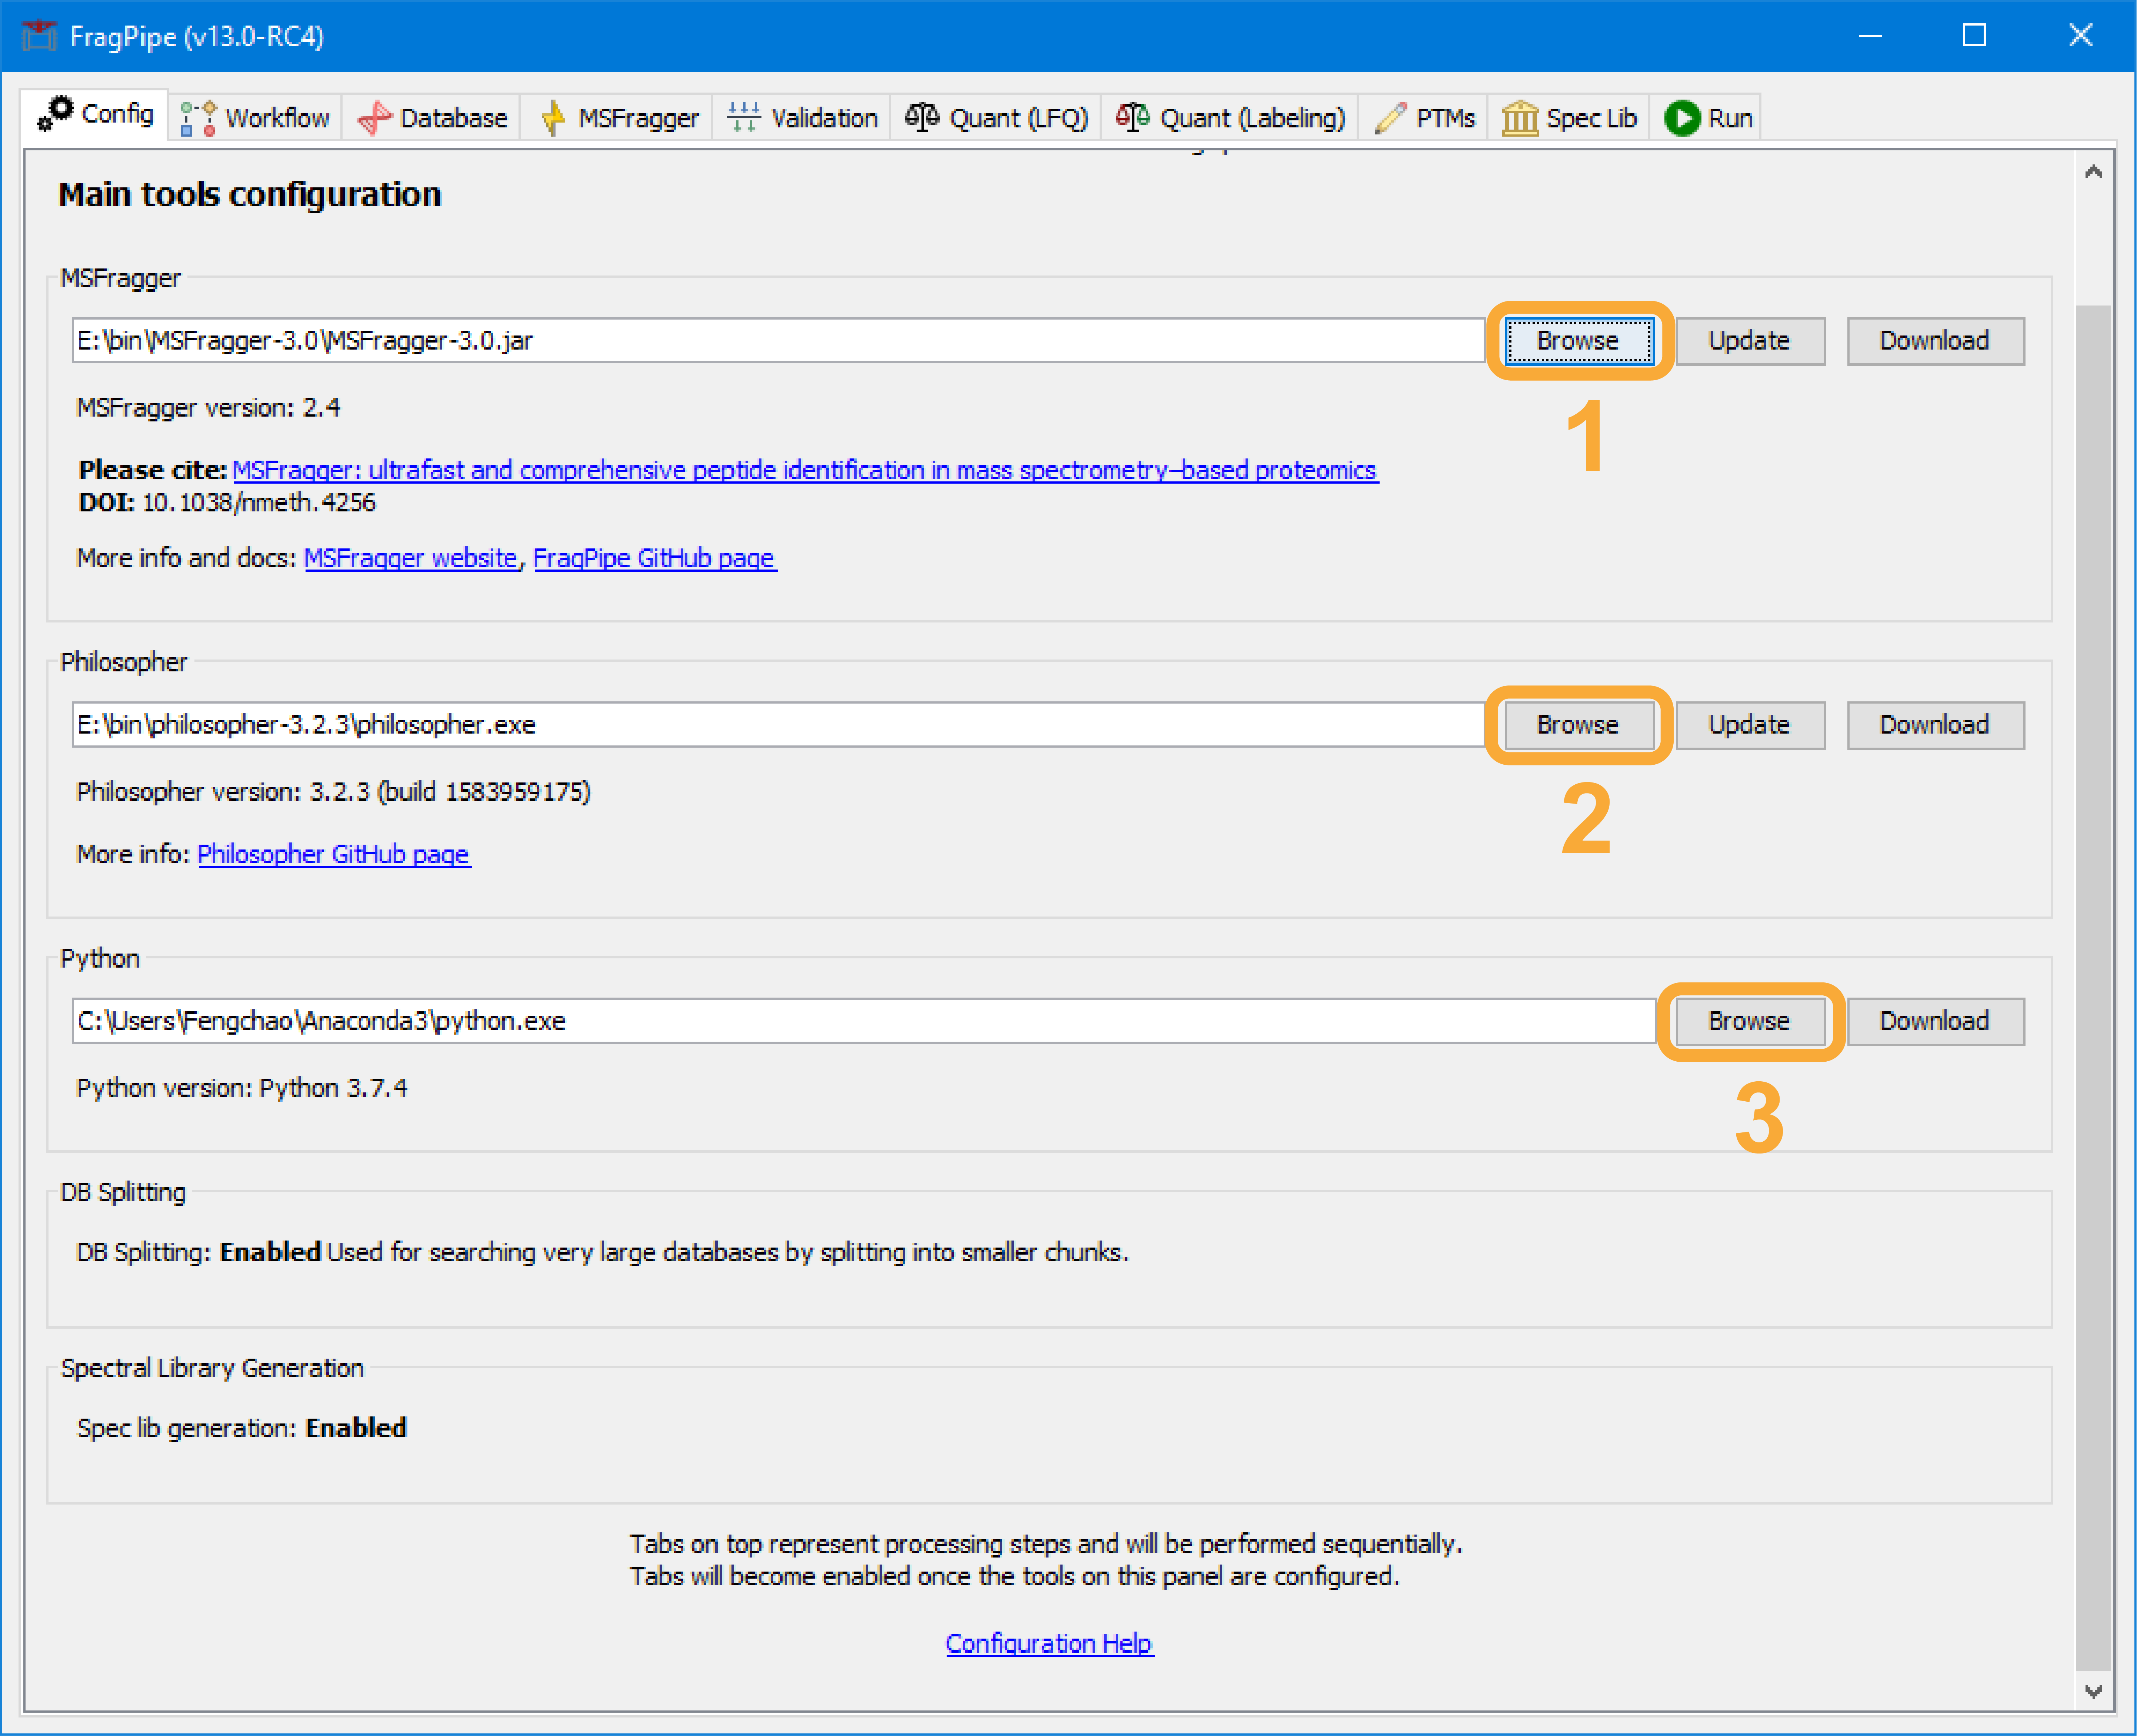 FragPipe (v13.0-RC4)
Config Workflow Database MSFragger Validation Quant (LFQ) Quant (Labeling) PTMs Spec Lib Run
Main tools configuration
MSFragger
E:\bin\MSFragger-3.0\MSFragger-3.0.jar Browse Update Download
1
MSFragger version: 2.4
Please cite: MSFragger: ultrafast and comprehensive peptide identification in mass spectrometry–based proteomics
DOI: 10.1038/nmeth.4256
More info and docs: MSFragger website, FragPipe GitHub page
Philosopher
E:\bin\philosopher-3.2.3\philosopher.exe Browse Update Download
2
Philosopher version: 3.2.3 (build 1583959175)
More info: Philosopher GitHub page
Python
C:\Users\Fengchao\Anaconda3\python.exe Browse Download
3
Python version: Python 3.7.4
DB Splitting
DB Splitting: Enabled Used for searching very large databases by splitting into smaller chunks.
Spectral Library Generation
Spec lib generation: Enabled
Tabs on top represent processing steps and will be performed sequentially.
Tabs will become enabled once the tools on this panel are configured.
Configuration Help